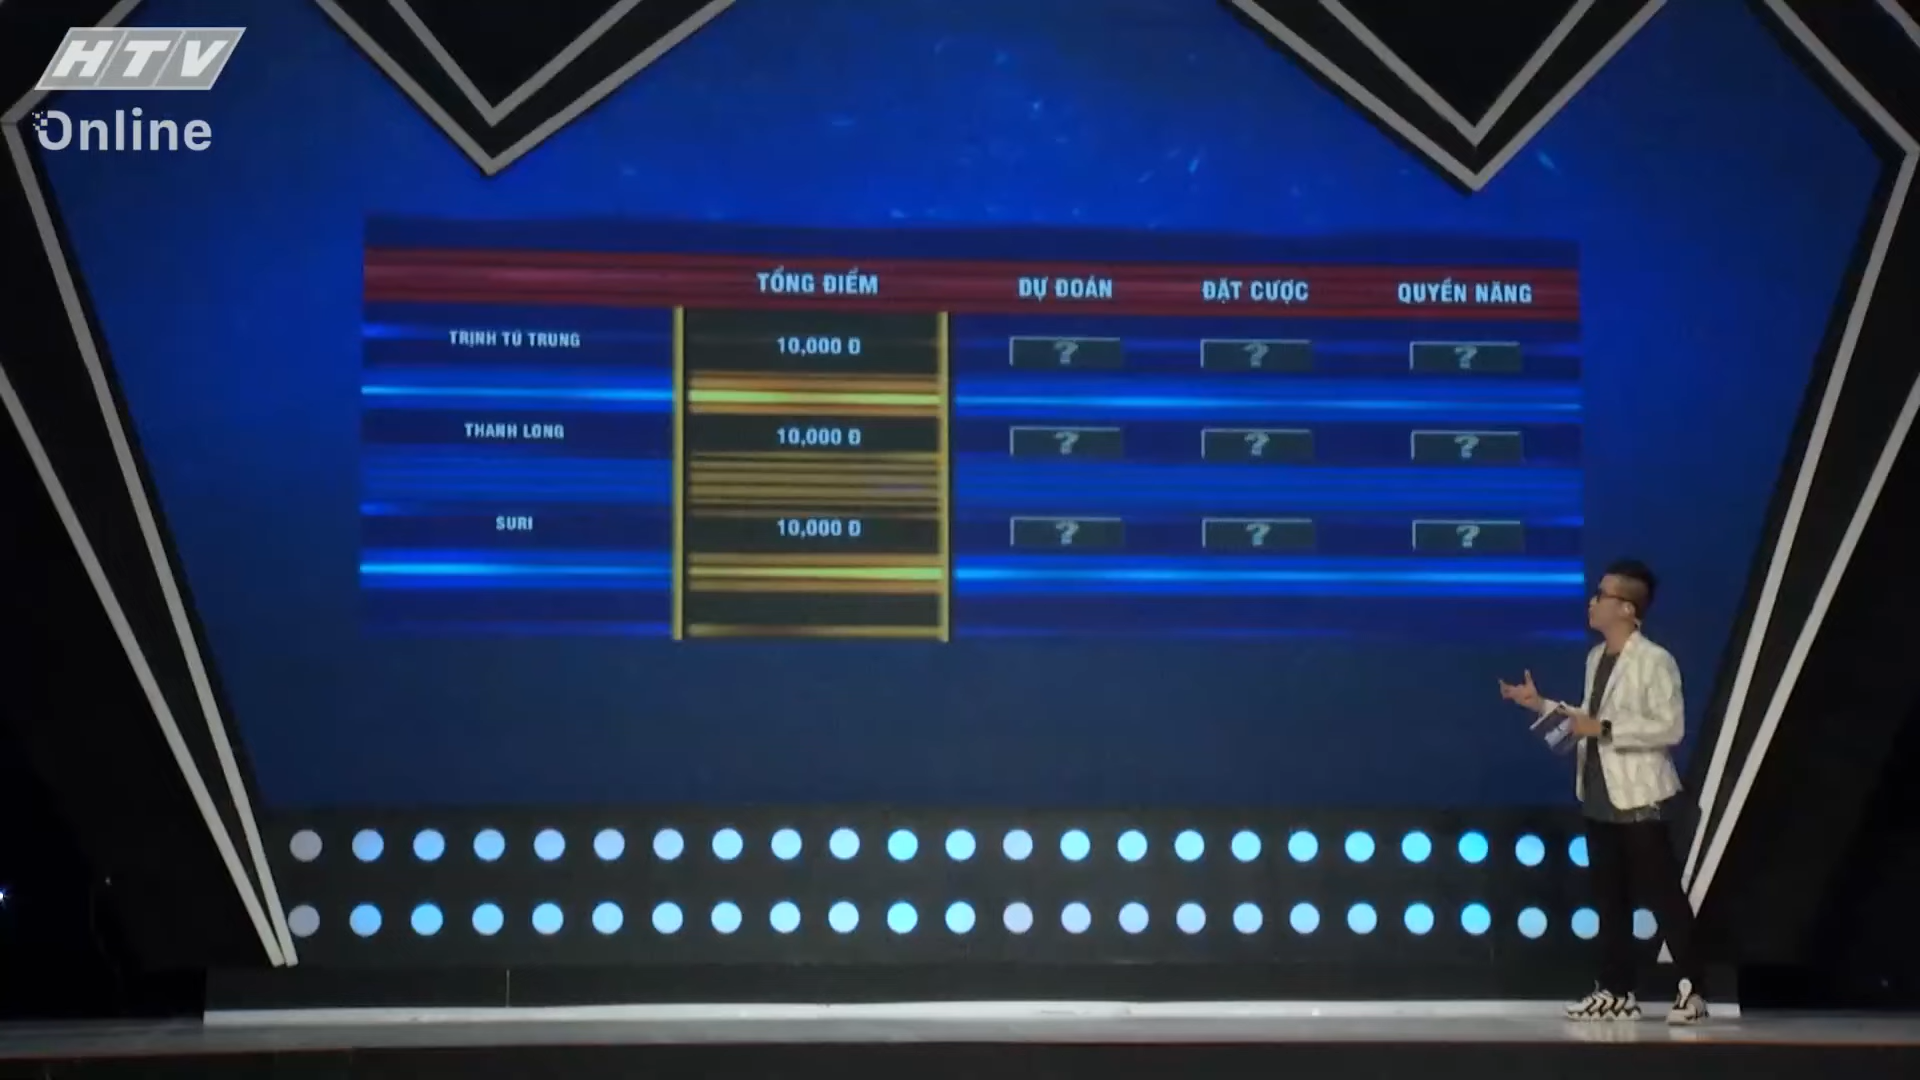 HTV
Online
TỔNG ĐIỂM DỰ ĐOÁN ĐẶT CƯỢC QUYỀN NĂNG
TRỊNH TÚ TRUNG 10,000 Đ ? ? ?
THANH LONG 10,000 Đ ? ? ?
SURI 10,000 Đ ? ? ?